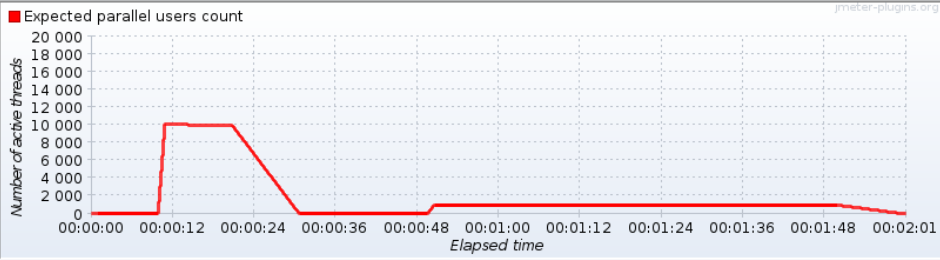 jmeter-plugins.org
Expected parallel users count
20 000
18 000
16 000
14 000
12 000
10 000
8 000
6 000
4 000
2 000
0
Number of active threads
00:00:00 00:00:12 00:00:24 00:00:36 00:00:48 00:01:00 00:01:12 00:01:24 00:01:36 00:01:48 00:02:01
Elapsed time